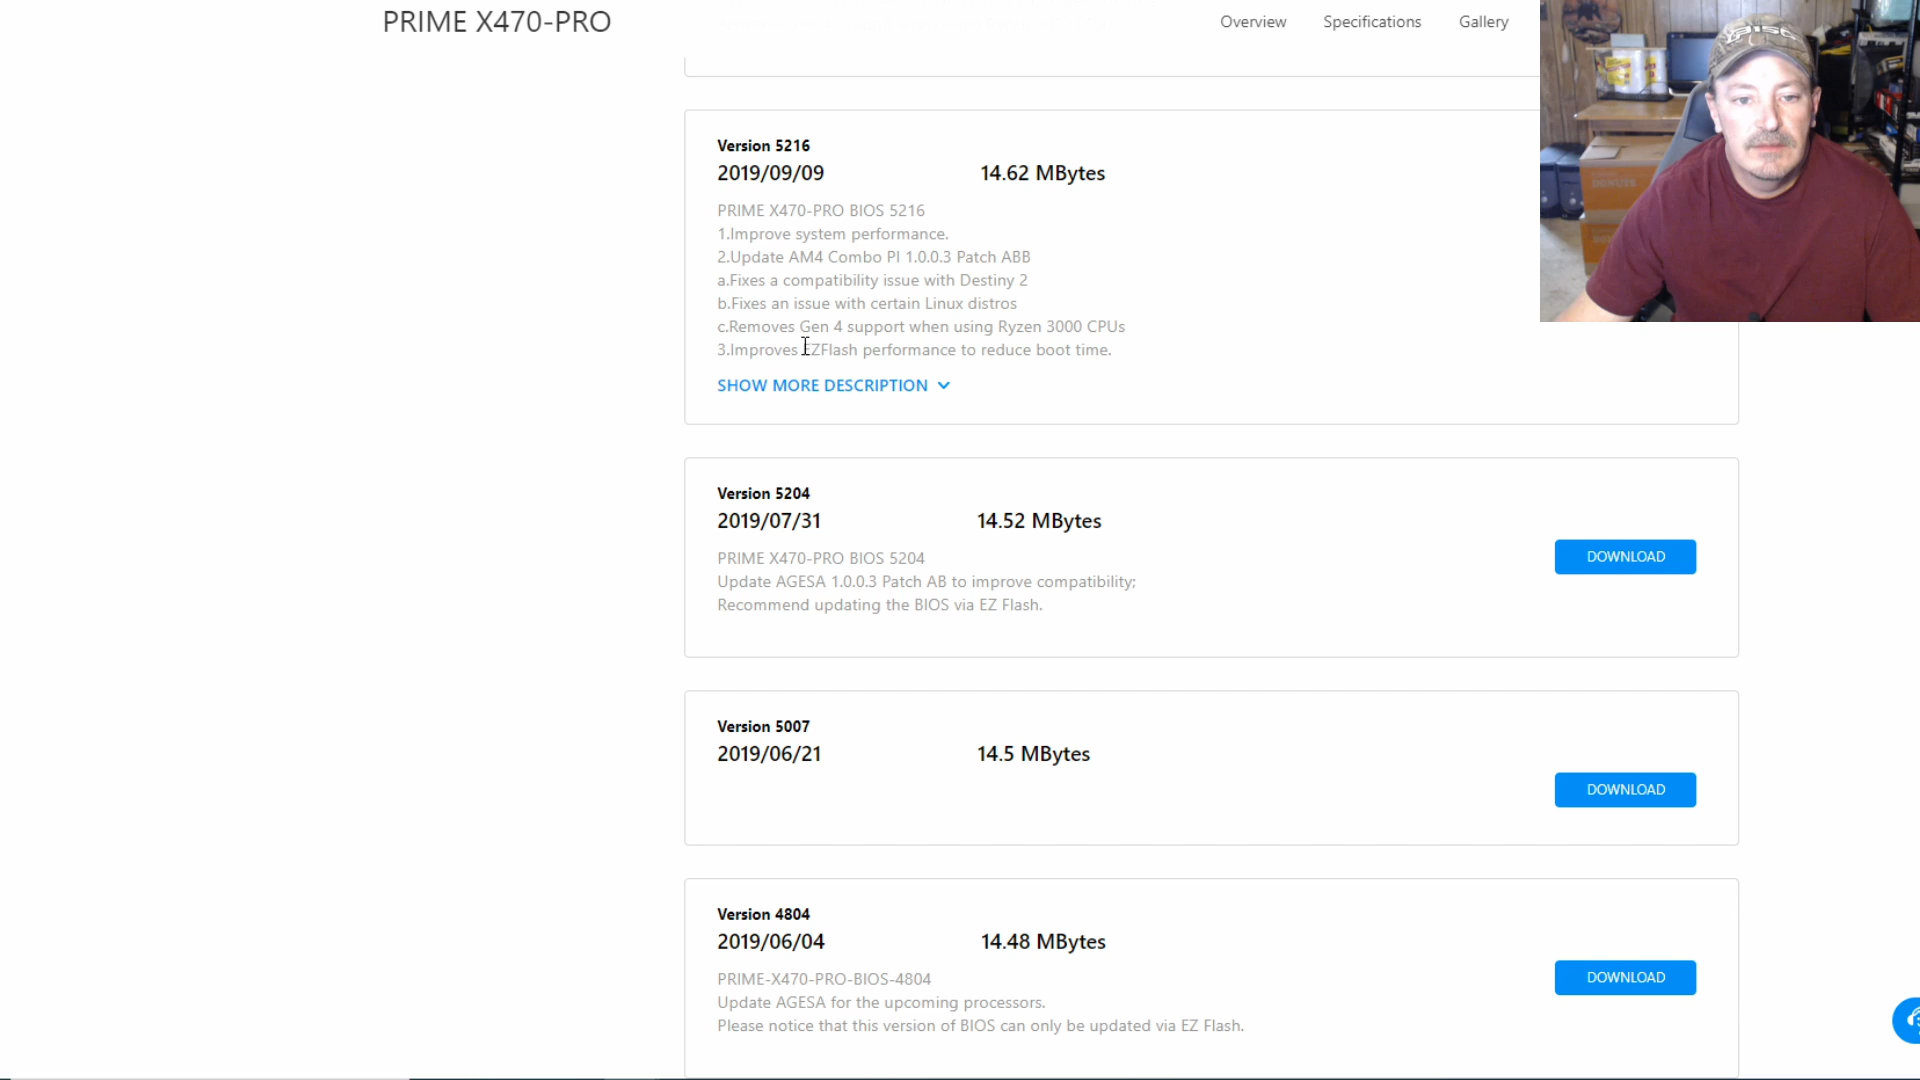 PRIME X470-PRO
Overview
Specifications
Gallery
Version 5216
2019/09/09
14.62 MBytes
PRIME X470-PRO BIOS 5216
1.Improve system performance.
2.Update AM4 Combo PI 1.0.0.3 Patch ABB
a.Fixes a compatibility issue with Destiny 2
b.Fixes an issue with certain Linux distros
c.Removes Gen 4 support when using Ryzen 3000 CPUs
3.Improves EZFlash performance to reduce boot time.
SHOW MORE DESCRIPTION
Version 5204
2019/07/31
14.52 MBytes
PRIME X470-PRO BIOS 5204
Update AGESA 1.0.0.3 Patch AB to improve compatibility;
Recommend updating the BIOS via EZ Flash.
DOWNLOAD
Version 5007
2019/06/21
14.5 MBytes
DOWNLOAD
Version 4804
2019/06/04
14.48 MBytes
PRIME-X470-PRO-BIOS-4804
Update AGESA for the upcoming processors.
Please notice that this version of BIOS can only be updated via EZ Flash.
DOWNLOAD